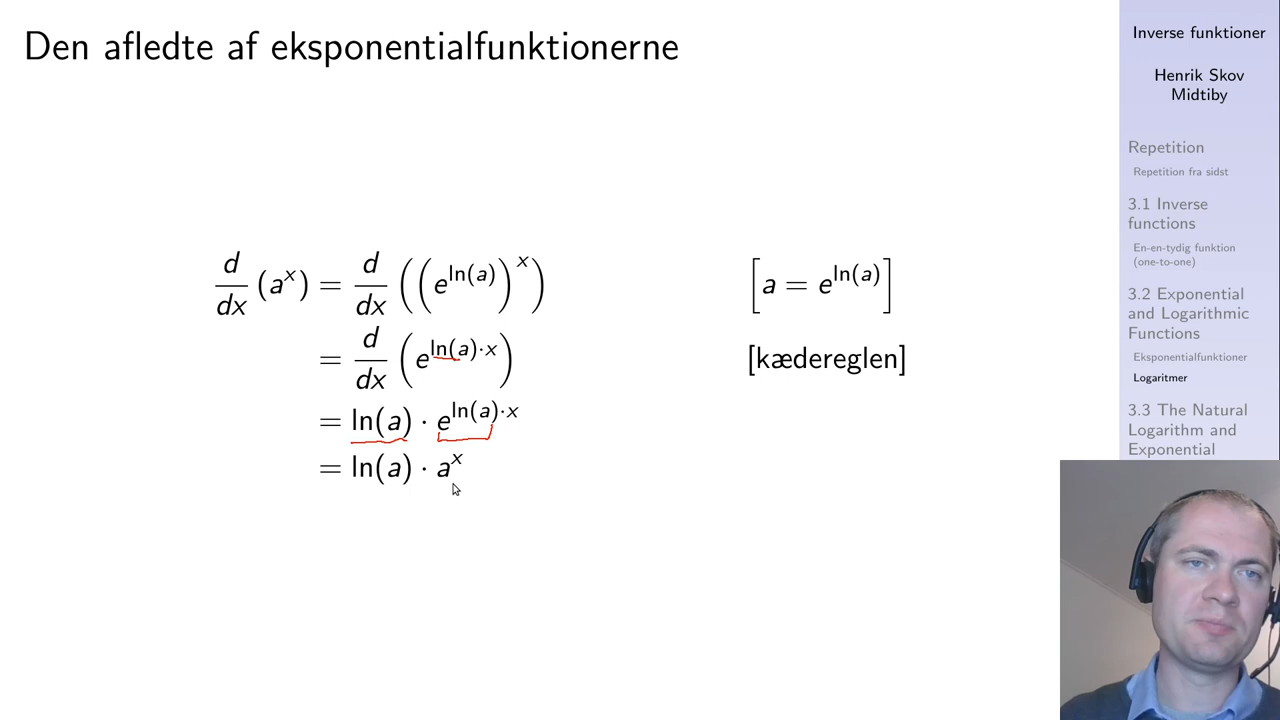 Den afledte af eksponentialfunktionerne
d/dx (a^x) = d/dx ((e^ln(a))^x) [a = e^ln(a)]
= d/dx (e^ln(a)·x) [kædereglen]
= ln(a) · e^ln(a)·x
= ln(a) · a^x
Inverse funktioner
Henrik Skov
Midtiby
Repetition
Repetition fra sidst
3.1 Inverse
functions
En-en-tydig funktion
(one-to-one)
3.2 Exponential
and Logarithmic
Functions
Eksponentialfunktioner
Logaritmer
3.3 The Natural
Logarithm and
Exponential